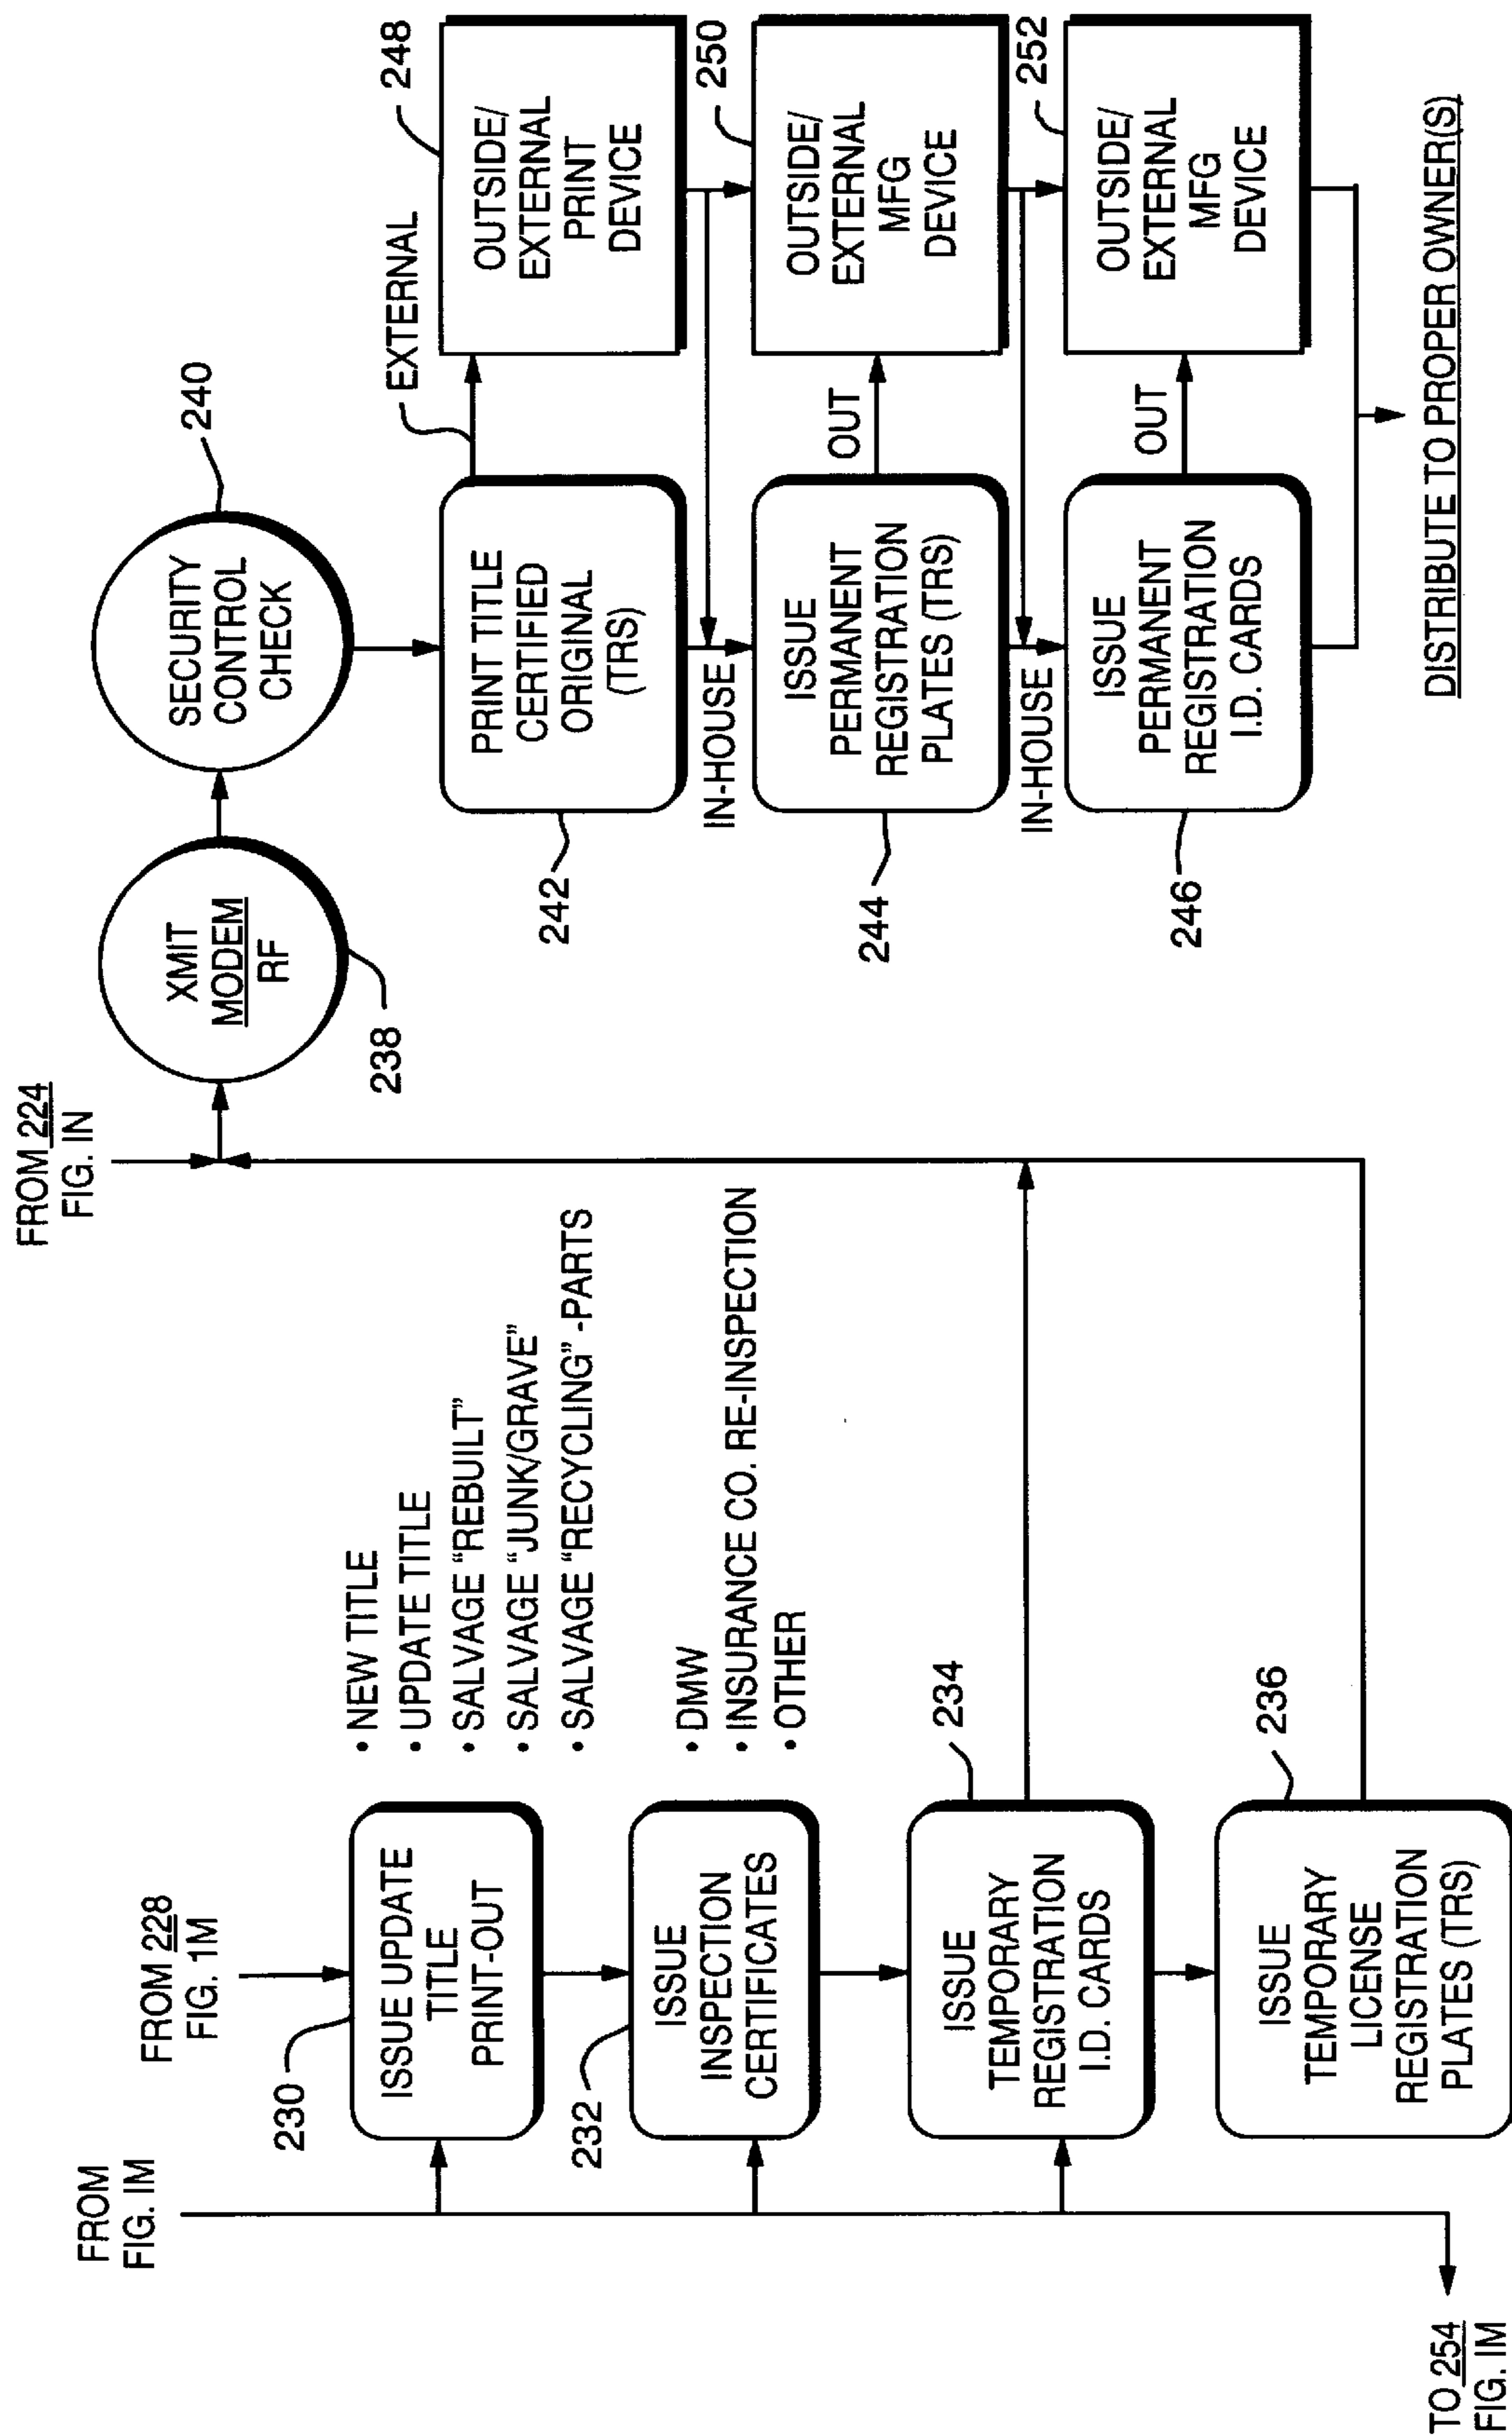 FROM
FIG. IM
FROM 228
FIG. 1M
230
ISSUE UPDATE
TITLE
PRINT-OUT
• NEW TITLE
• UPDATE TITLE
• SALVAGE “REBUILT”
• SALVAGE “JUNK/GRAVE”
• SALVAGE “RECYCLING” -PARTS
232
ISSUE
INSPECTION
CERTIFICATES
• DMW
• INSURANCE CO. RE-INSPECTION
• OTHER
234
ISSUE
TEMPORARY
REGISTRATION
I.D. CARDS
236
ISSUE
TEMPORARY
LICENSE
REGISTRATION
PLATES (TRS)
TO 254
FIG. IM
FROM 224
FIG. IN
XMIT
MODEM
RF
238
SECURITY
CONTROL
CHECK
240
PRINT TITLE
CERTIFIED
ORIGINAL
(TRS)
242
EXTERNAL
OUTSIDE/
EXTERNAL
PRINT
DEVICE
248
IN-HOUSE
ISSUE
PERMANENT
REGISTRATION
PLATES (TRS)
244
OUT
OUTSIDE/
EXTERNAL
MFG
DEVICE
250
IN-HOUSE
ISSUE
PERMANENT
REGISTRATION
I.D. CARDS
246
OUT
OUTSIDE/
EXTERNAL
MFG
DEVICE
252
DISTRIBUTE TO PROPER OWNER(S)